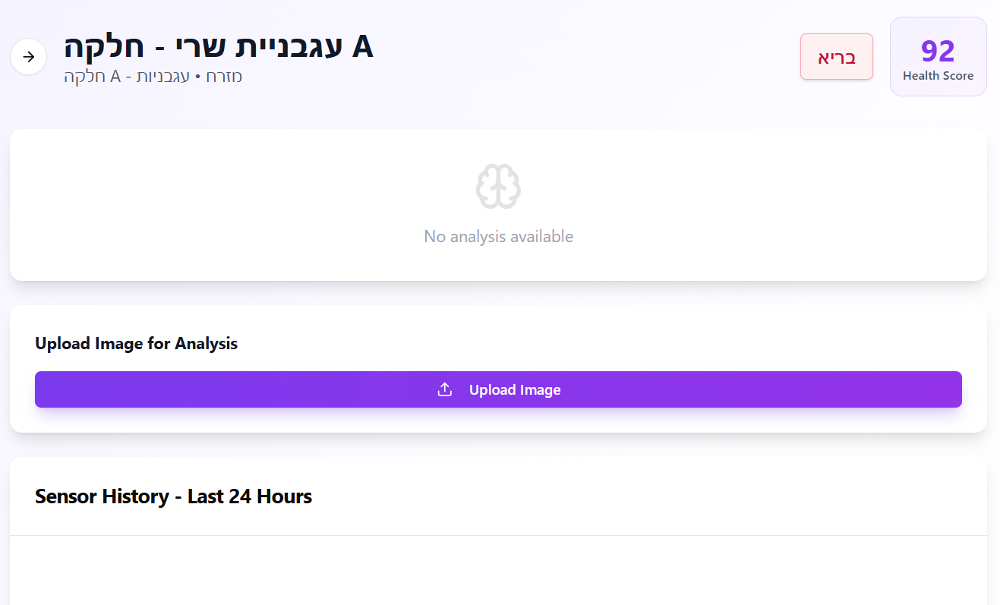 עגבניית שרי - חלקה A
מזרח • עגבניות - חלקה A
בריא
92
Health Score
No analysis available
Upload Image for Analysis
Upload Image
Sensor History - Last 24 Hours